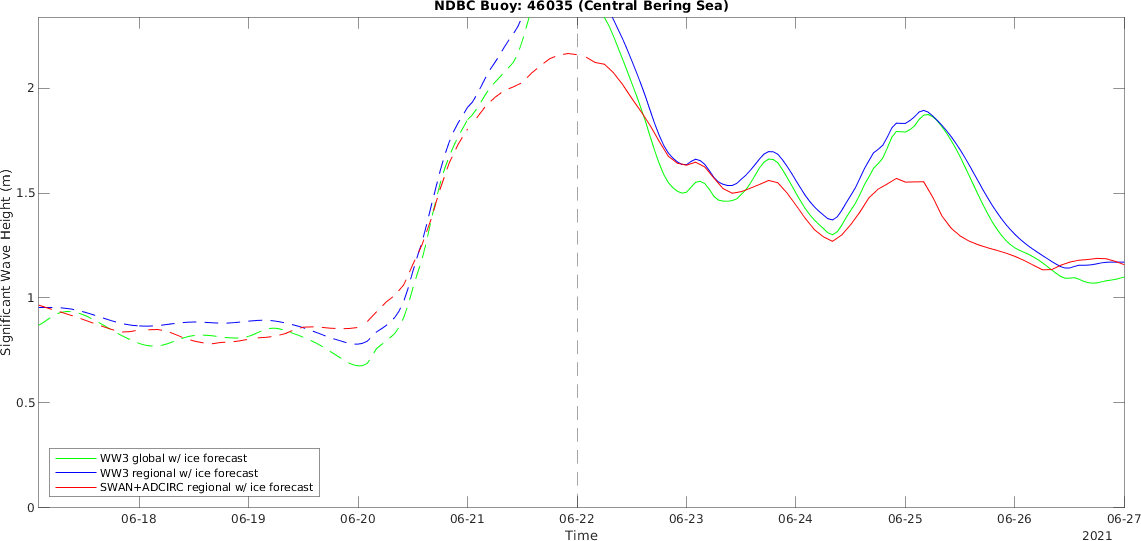 NDBC Buoy: 46035 (Central Bering Sea)
Significant Wave Height (m)
2
1.5
1
0.5
0
WW3 global w/ ice forecast
WW3 regional w/ ice forecast
SWAN+ADCIRC regional w/ ice forecast
06-18 06-19 06-20 06-21 06-22 06-23 06-24 06-25 06-26 06-27
Time
2021